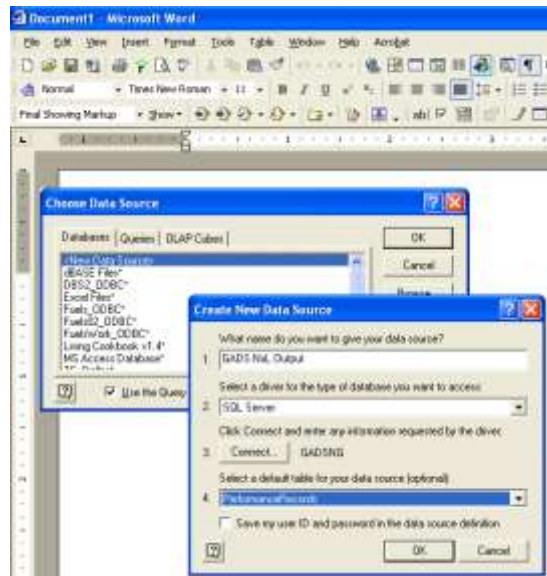 Document1 - Microsoft Word
File Edit View Insert Format Tools Table Window Help Acrobat
Normal Times New Roman 11 B I U
Final Showing Markup Show
Choose Data Source
Databases Queries OLAP Cubes
<New Data Source>
dBASE Files*
DBS2_ODBC*
Excel Files*
Fuels_ODBC*
FuelsWork_ODBC*
Living Cookbook v1.4*
MS Access Database*
OK
Cancel
Browse...
Use the Query
Create New Data Source
What name do you want to give your data source?
1. GADS NxL Output
Select a driver for the type of database you want to access:
2. SQL Server
Click Connect and enter any information requested by the driver:
3. Connect... GADSNG
Select a default table for your data source (optional):
4. PerformanceRecords
Save my user ID and password in the data source definition
OK Cancel